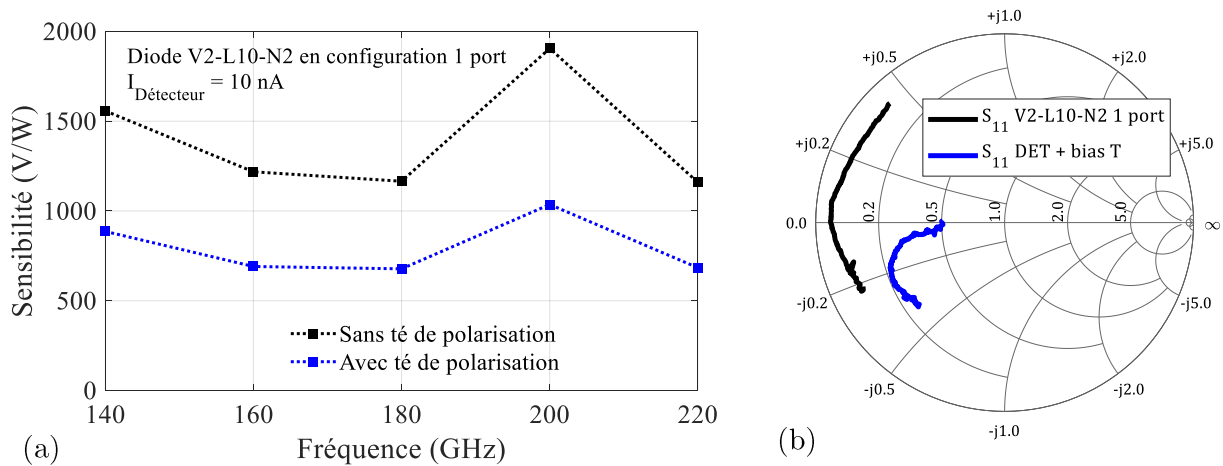 2000
1500
1000
500
0
Sensibilité (V/W)
Diode V2-L10-N2 en configuration 1 port
I_Détecteur = 10 nA
Sans té de polarisation
Avec té de polarisation
140 160 180 200 220
Fréquence (GHz)
(a)
+j1.0
+j0.5 +j2.0
S11 V2-L10-N2 1 port
S11 DET + bias T
+j0.2 +j5.0
0.0 0.2 0.5 1.0 2.0 5.0 ∞
-j0.2 -j5.0
-j0.5 -j2.0
-j1.0
(b)